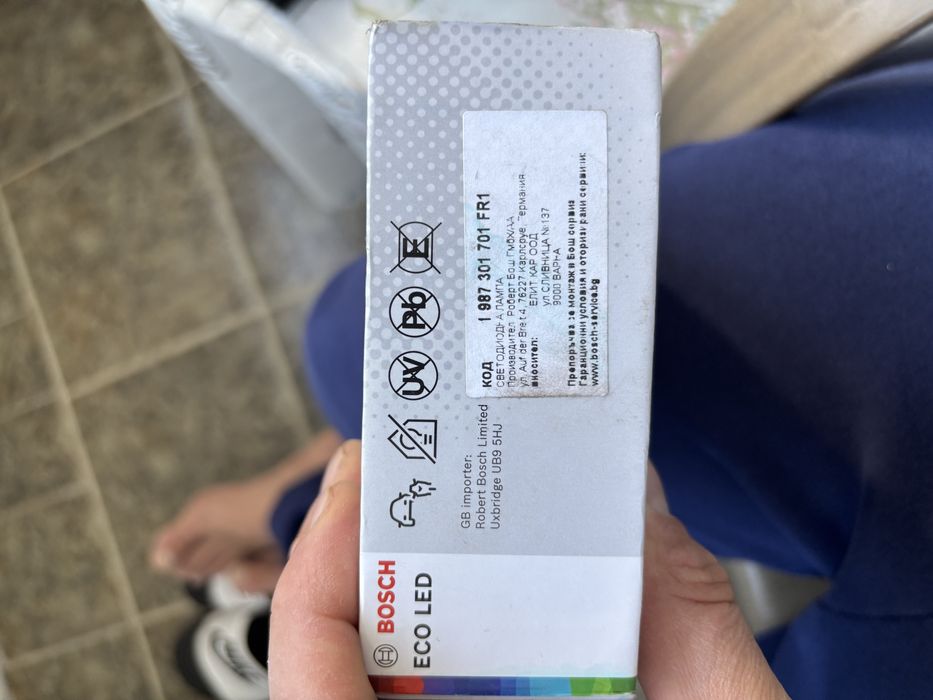 BOSCH
ECO LED
UV
Pb
E
GB importer:
Robert Bosch Limited
Uxbridge UB9 5HJ
КОД 1 987 301 701 FR1
СВЕТОДИОДНА ЛАМПА
Производител Роберт Бош ГмбХ/АА
ул. Auf der Breit 4, 76227 Карлсруе, Германия
вносител: ЕЛИТ КАР ООД
УЛ СЛИВНИЦА № 137
9000 ВАРНА
Препоръчва се монтаж в Бош сервиз
Гаранционни условия и оторизирани сервизи:
www.bosch-service.bg